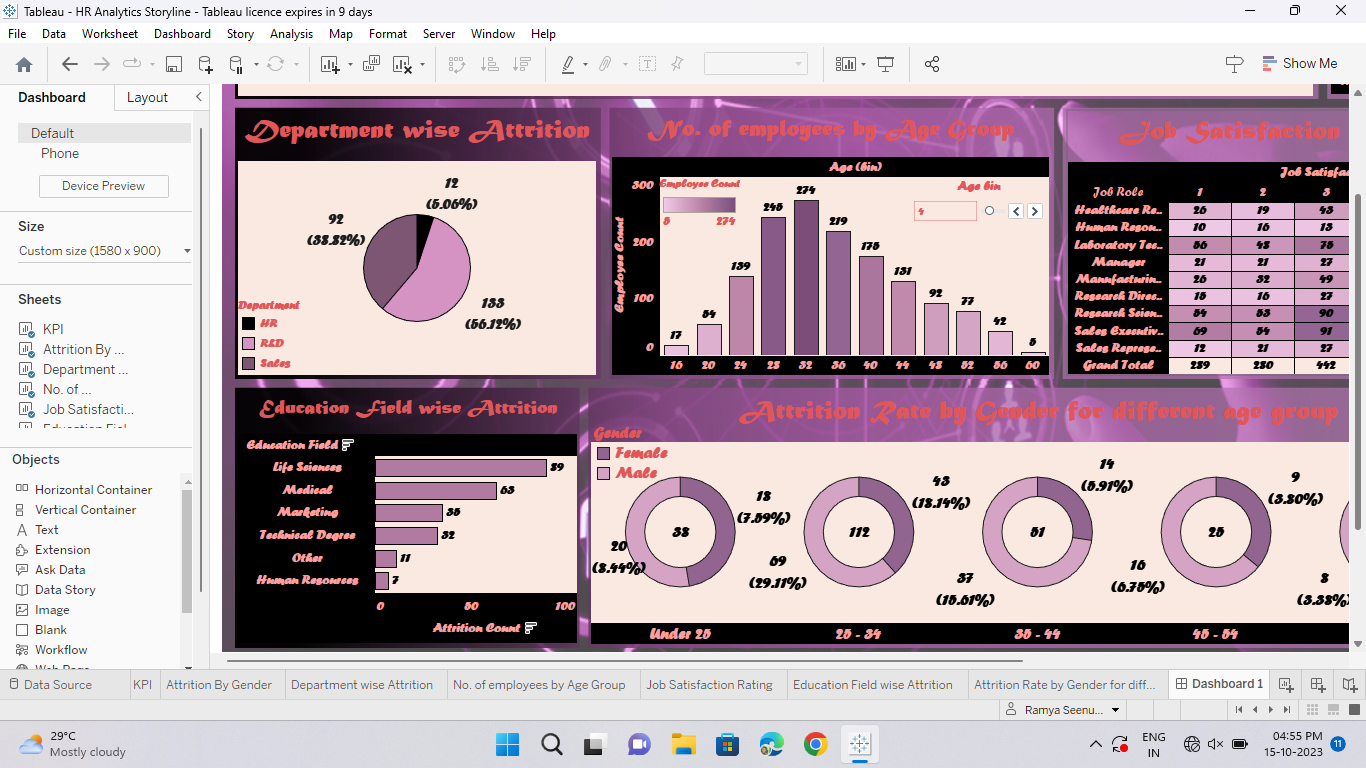 Tableau - HR Analytics Storyline - Tableau licence expires in 9 days
File Data Worksheet Dashboard Story Analysis Map Format Server Window Help
Show Me
Dashboard Layout
Default
Phone
Device Preview
Size
Custom size (1580 x 900)
Sheets
KPI
Attrition By ...
Department ...
No. of ...
Job Satisfacti...
Objects
Horizontal Container
Vertical Container
Text
Extension
Ask Data
Data Story
Image
Blank
Workflow
Department wise Attrition
12
(5.06%)
92
(38.82%)
133
(56.12%)
Department
HR
R&D
Sales
No. of employees by Age Group
Age (bin)
Employee Count
5 274
Age bin
4
Employee Count
300
200
100
0
17 54 139 245 274 219 175 131 92 77 42 5
16 20 24 28 32 36 40 44 48 52 56 60
Job Satisfaction
Job Satisfac
Job Role 1 2 3
Healthcare Re.. 26 19 43
Human Resou.. 10 16 13
Laboratory Tec.. 56 48 75
Manager 21 21 27
Manufacturin.. 26 32 49
Research Direc.. 15 16 27
Research Scien.. 54 53 90
Sales Executiv.. 69 54 91
Sales Represe.. 12 21 27
Grand Total 289 280 442
Education Field wise Attrition
Education Field
Life Sciences 89
Medical 63
Marketing 35
Technical Degree 32
Other 11
Human Resources 7
0 50 100
Attrition Count
Attrition Rate by Gender for different age group
Gender
Female
Male
18
(7.59%)
20
(8.44%)
38
43
(18.14%)
69
(29.11%)
112
14
(5.91%)
37
(15.61%)
51
9
(3.80%)
16
(6.75%)
25
8
(3.38%
Under 25 25 - 34 35 - 44 45 - 54
Data Source KPI Attrition By Gender Department wise Attrition No. of employees by Age Group Job Satisfaction Rating Education Field wise Attrition Attrition Rate by Gender for diff... Dashboard 1
Ramya Seenu...
29°C
Mostly cloudy
ENG
IN
04:55 PM
15-10-2023
11